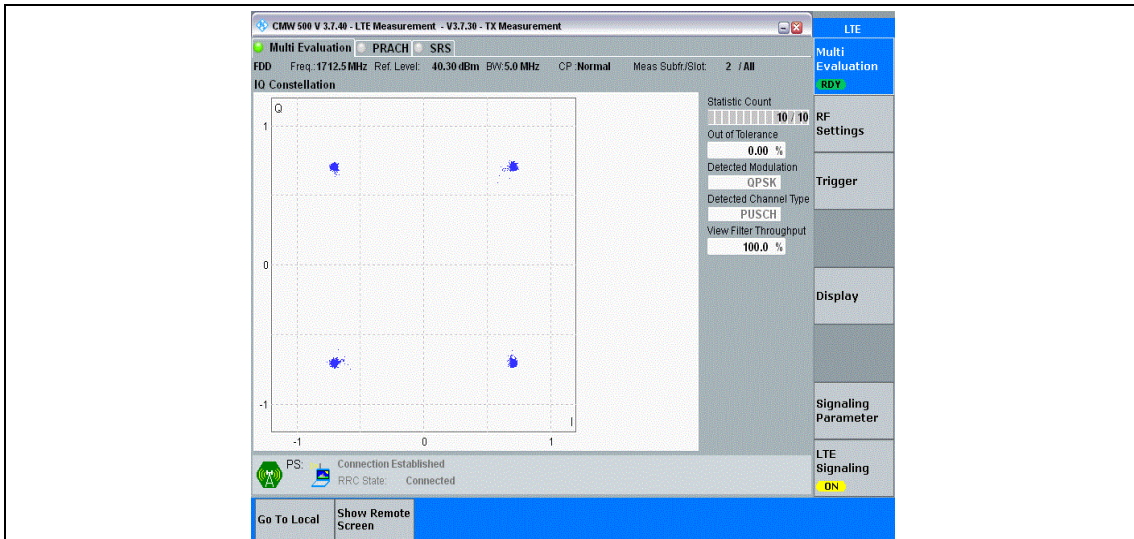 CMW 500 V 3.7.40 - LTE Measurement - V3.7.30 - TX Measurement
LTE
Multi Evaluation PRACH SRS
FDD Freq.:1712.5 MHz Ref. Level: 40.30 dBm BW:5.0 MHz CP :Normal Meas Subfr./Slot: 2 / All
IQ Constellation
Q
1
0
-1
-1 0 1
I
Statistic Count
10 / 10
Out of Tolerance
0.00 %
Detected Modulation
QPSK
Detected Channel Type
PUSCH
View Filter Throughput
100.0 %
Multi
Evaluation
RDY
RF
Settings
Trigger
Display
Signaling
Parameter
LTE
Signaling
ON
PS: Connection Established
RRC State: Connected
Go To Local
Show Remote
Screen